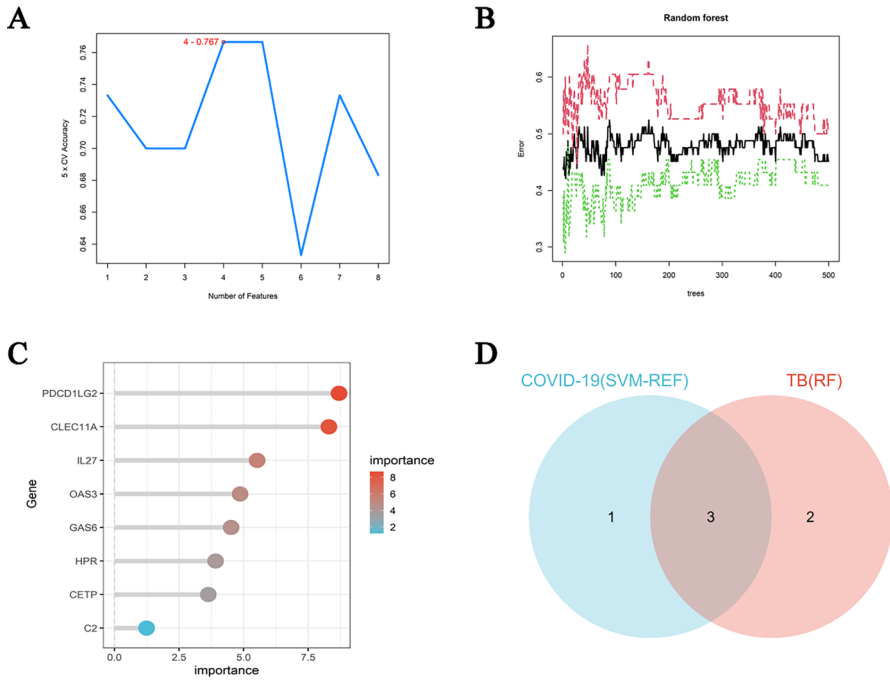 A
4 - 0.767
5 x CV Accuracy
0.76
0.74
0.72
0.70
0.68
0.66
0.64
1 2 3 4 5 6 7 8
Number of Features
B
Random forest
Error
0.6
0.5
0.4
0.3
0 100 200 300 400 500
trees
C
Gene
PDCD1LG2
CLEC11A
IL27
OAS3
GAS6
HPR
CETP
C2
0.0 2.5 5.0 7.5
importance
importance
8
6
4
2
D
COVID-19(SVM-REF) TB(RF)
1 3 2